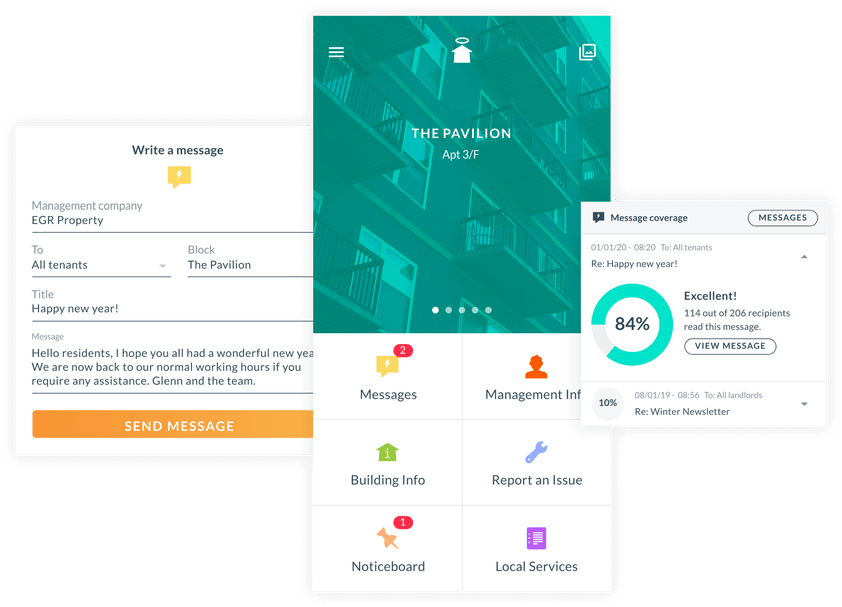 Write a message
Management company
EGR Property
To
All tenants
Block
The Pavilion
Title
Happy new year!
Message
Hello residents, I hope you all had a wonderful new yea
We are now back to our normal working hours if you
require any assistance. Glenn and the team.
SEND MESSAGE
THE PAVILION
Apt 3/F
2
Messages
Management Inf
Building Info
Report an Issue
1
Noticeboard
Local Services
Message coverage
MESSAGES
01/01/20 - 08:20 To: All tenants
Re: Happy new year!
84%
Excellent!
114 out of 206 recipients
read this message.
VIEW MESSAGE
10%
08/01/19 - 08:56 To: All landlords
Re: Winter Newsletter